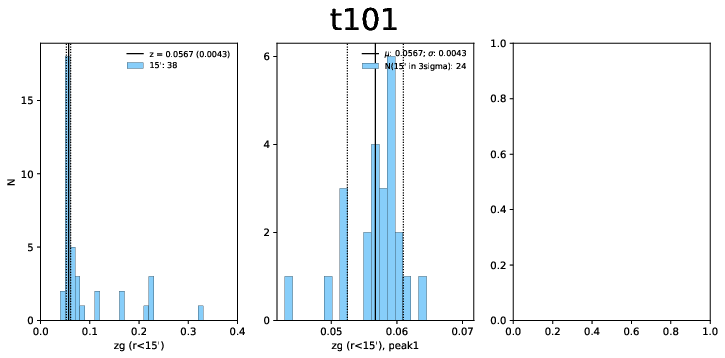 t101
z = 0.0567 (0.0043)
15': 38
15
10
5
0
N
0.0 0.1 0.2 0.3 0.4
zg (r<15')
μ: 0.0567; σ: 0.0043
N(15' in 3sigma): 24
6
4
2
0
0.05 0.06 0.07
zg (r<15'), peak1
1.0
0.8
0.6
0.4
0.2
0.0
0.0 0.2 0.4 0.6 0.8 1.0